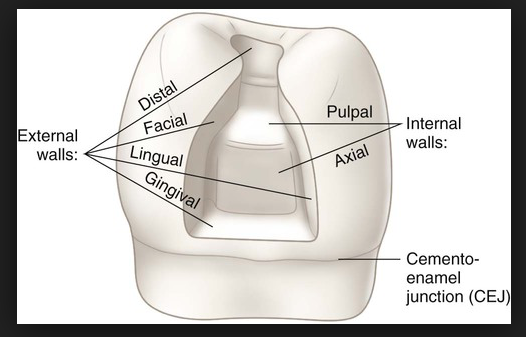 Distal
Facial
Lingual
Gingival
External
walls:
Pulpal
Axial
Internal
walls:
Cemento-
enamel
junction (CEJ)